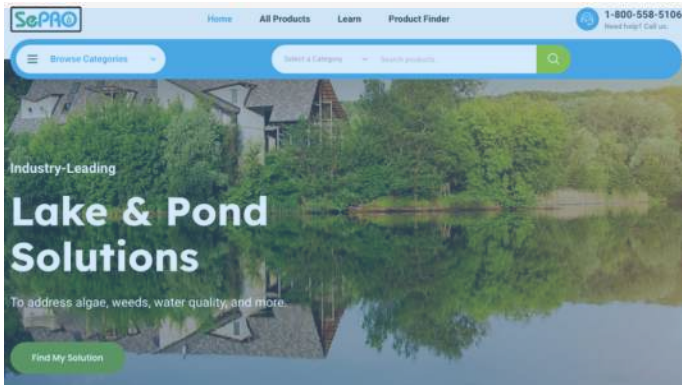 SePRO
Home All Products Learn Product Finder
1-800-558-5106
Need help? Call us.
Browse Categories
Select a Category Search products...
Industry-Leading
Lake & Pond
Solutions
To address algae, weeds, water quality, and more.
Find My Solution